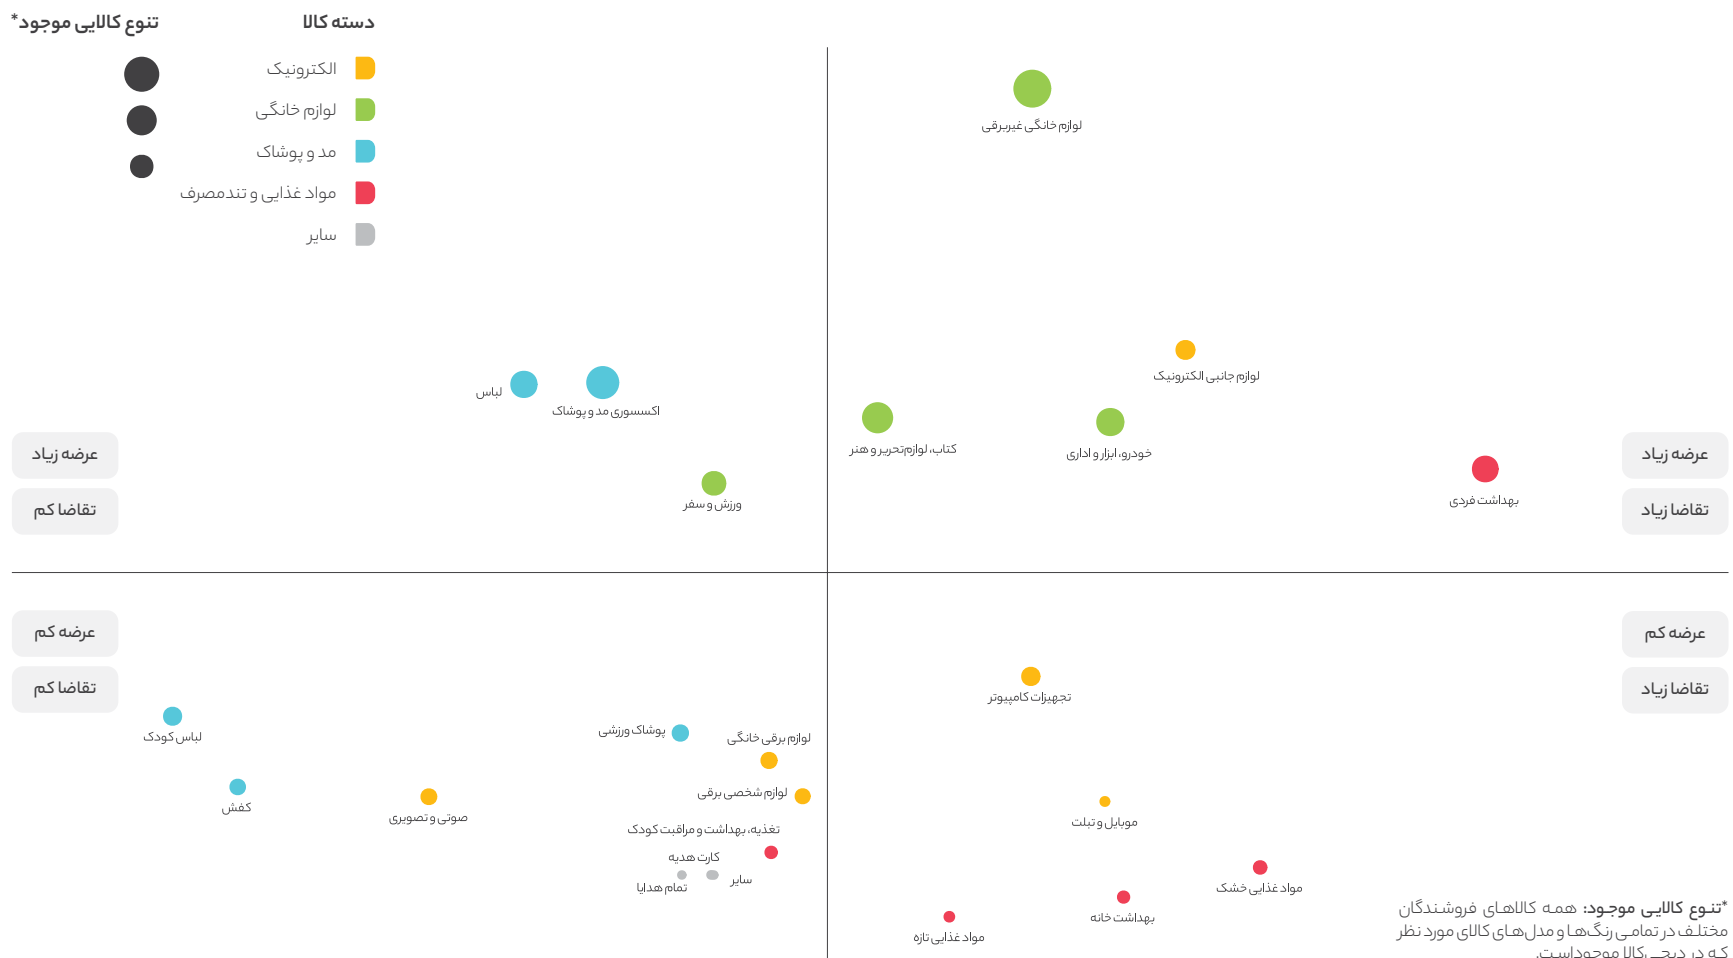 دسته کالا
الکترونیک
لوازم خانگی
مد و پوشاک
مواد غذایی و تندمصرف
سایر
تنوع کالایی موجود*
لوازم خانگی غیربرقی
لوازم جانبی الکترونیک
کتاب، لوازم‌تحریر و هنر
خودرو، ابزار و اداری
بهداشت فردی
عرضه زیاد
تقاضا زیاد
لباس
اکسسوری مد و پوشاک
ورزش و سفر
عرضه زیاد
تقاضا کم
عرضه کم
تقاضا زیاد
تجهیزات کامپیوتر
موبایل و تبلت
مواد غذایی خشک
بهداشت خانه
مواد غذایی تازه
عرضه کم
تقاضا کم
لباس کودک
کفش
صوتی و تصویری
پوشاک ورزشی
لوازم برقی خانگی
لوازم شخصی برقی
تغذیه، بهداشت و مراقبت کودک
کارت هدیه
سایر
تمام هدایا
*تنوع کالایی موجود: همه کالاهای فروشندگان
مختلف در تمامی رنگ‌ها و مدل‌های کالای مورد نظر
که در دیجی‌کالا موجوداست.